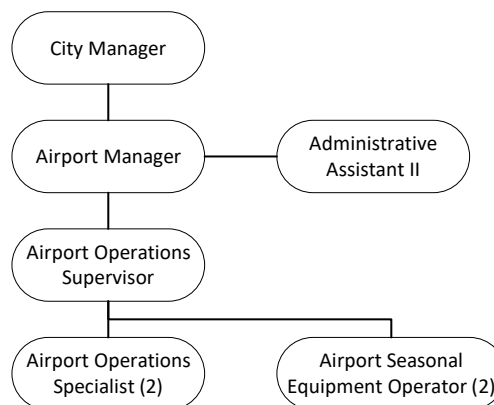 City Manager
Airport Manager
Administrative
Assistant II
Airport Operations
Supervisor
Airport Operations
Specialist (2)
Airport Seasonal
Equipment Operator (2)